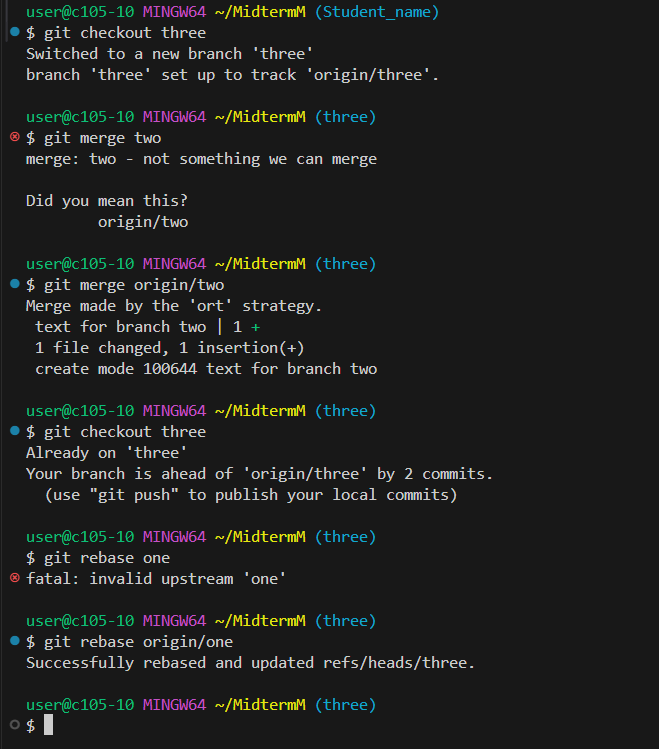 user@c105-10 MINGW64 ~/MidtermM (Student_name)
$ git checkout three
Switched to a new branch 'three'
branch 'three' set up to track 'origin/three'.
user@c105-10 MINGW64 ~/MidtermM (three)
$ git merge two
merge: two - not something we can merge
Did you mean this?
origin/two
user@c105-10 MINGW64 ~/MidtermM (three)
$ git merge origin/two
Merge made by the 'ort' strategy.
text for branch two | 1 +
1 file changed, 1 insertion(+)
create mode 100644 text for branch two
user@c105-10 MINGW64 ~/MidtermM (three)
$ git checkout three
Already on 'three'
Your branch is ahead of 'origin/three' by 2 commits.
(use "git push" to publish your local commits)
user@c105-10 MINGW64 ~/MidtermM (three)
$ git rebase one
fatal: invalid upstream 'one'
user@c105-10 MINGW64 ~/MidtermM (three)
$ git rebase origin/one
Successfully rebased and updated refs/heads/three.
user@c105-10 MINGW64 ~/MidtermM (three)
$